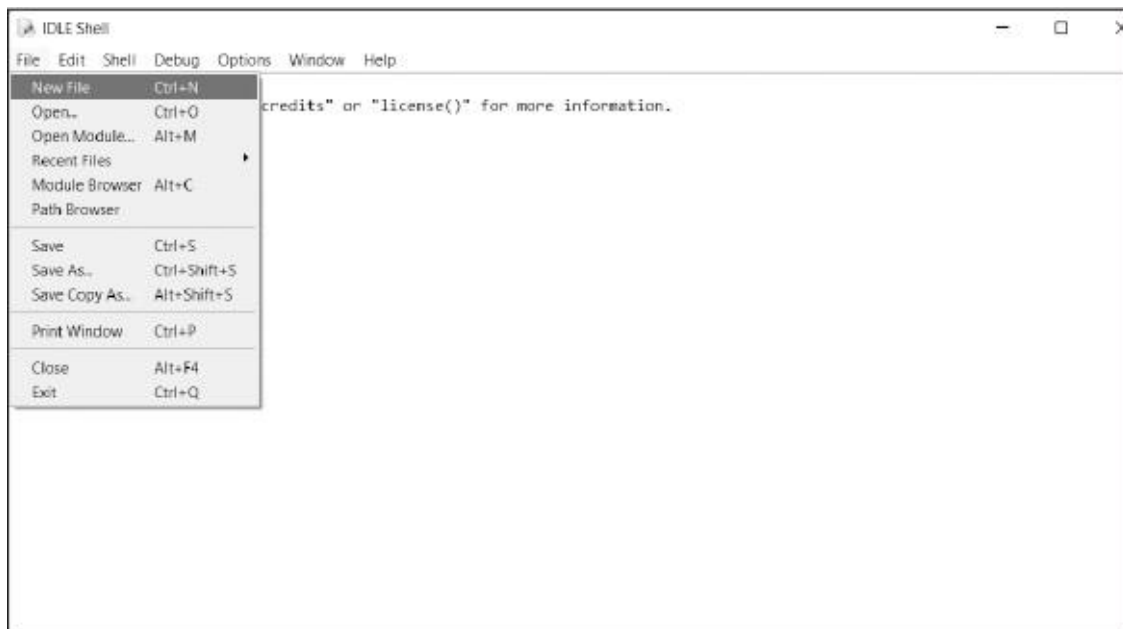 IDLE Shell
File Edit Shell Debug Options Window Help
New File Ctrl+N
credits" or "license()" for more information.
Open... Ctrl+O
Open Module... Alt+M
Recent Files
Module Browser Alt+C
Path Browser
Save Ctrl+S
Save As... Ctrl+Shift+S
Save Copy As... Alt+Shift+S
Print Window Ctrl+P
Close Alt+F4
Exit Ctrl+Q